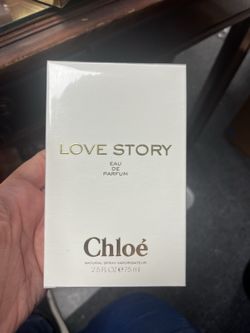 LOVE STORY
EAU
DE
PARFUM
Chloé
NATURAL SPRAY VAPORISATEUR
2.5 FL OZ℮75 ml